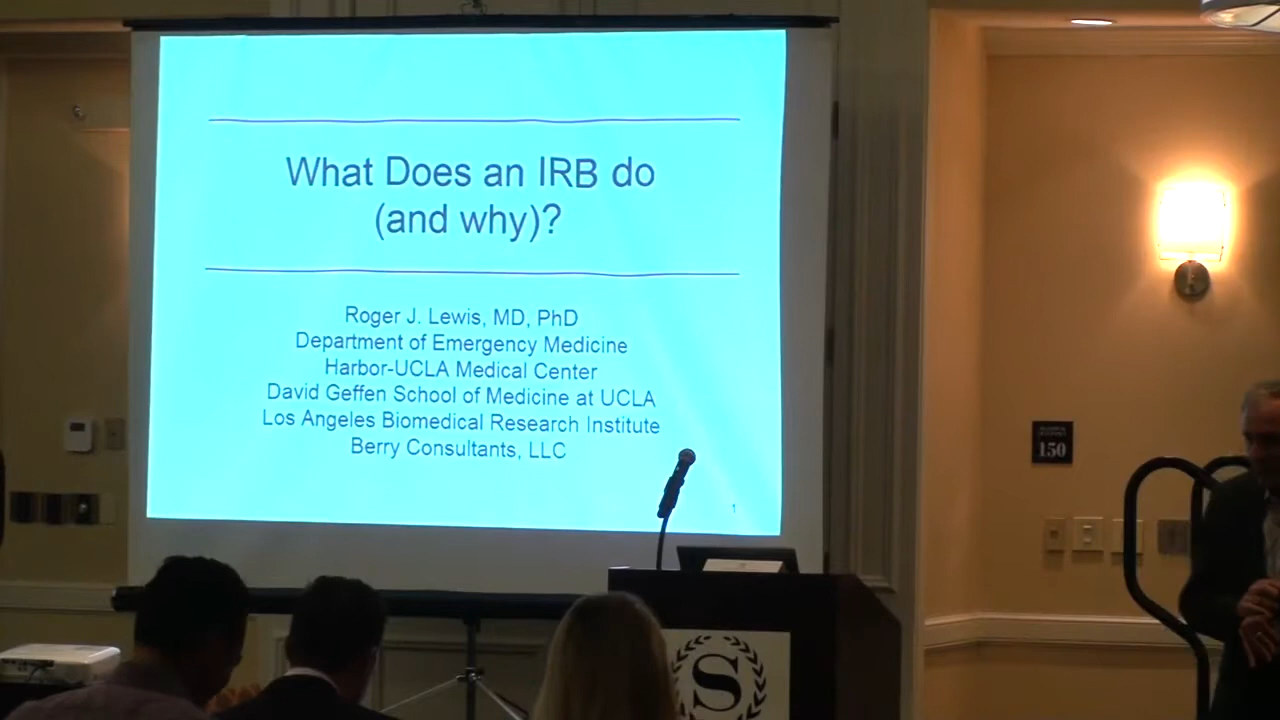 What Does an IRB do
(and why)?
Roger J. Lewis, MD, PhD
Department of Emergency Medicine
Harbor-UCLA Medical Center
David Geffen School of Medicine at UCLA
Los Angeles Biomedical Research Institute
Berry Consultants, LLC
1
150
S